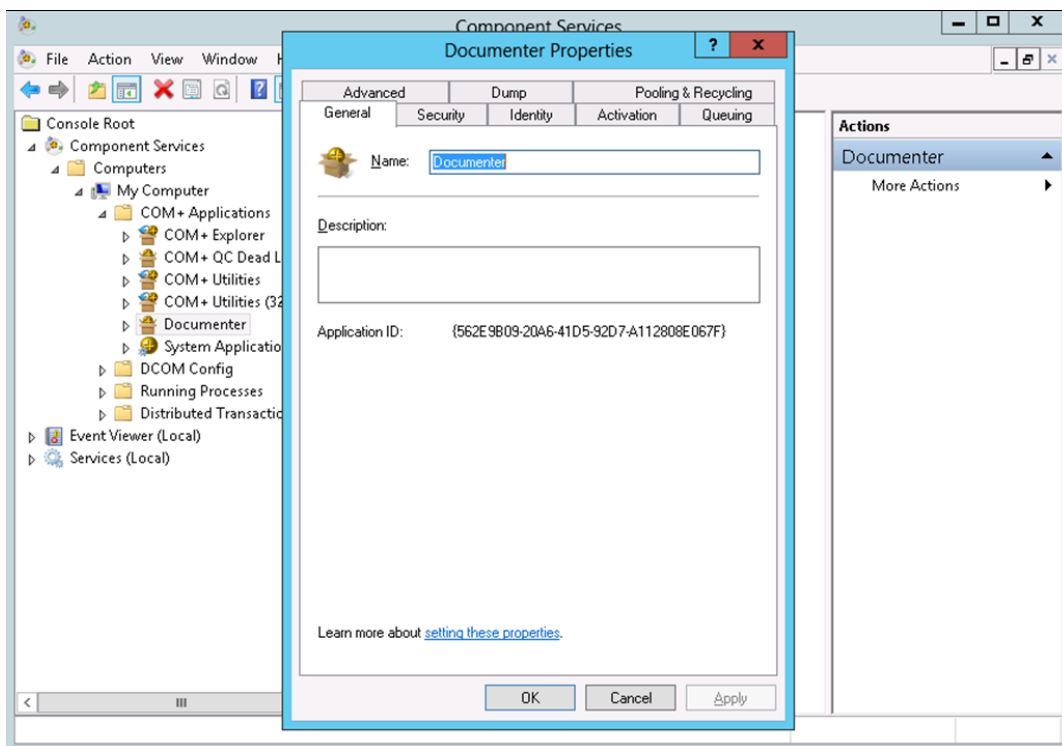 Component Services
Documenter Properties
?
x
File Action View Window H
Advanced Dump Pooling & Recycling
General Security Identity Activation Queuing
Console Root
Component Services
Computers
My Computer
COM+ Applications
COM+ Explorer
COM+ QC Dead L
COM+ Utilities
COM+ Utilities (32
Documenter
System Applicatio
DCOM Config
Running Processes
Distributed Transactio
Event Viewer (Local)
Services (Local)
Name: Documenter
Description:
Application ID: {562E9B09-20A6-41D5-92D7-A112808E067F}
Learn more about setting these properties.
OK Cancel Apply
Actions
Documenter
More Actions